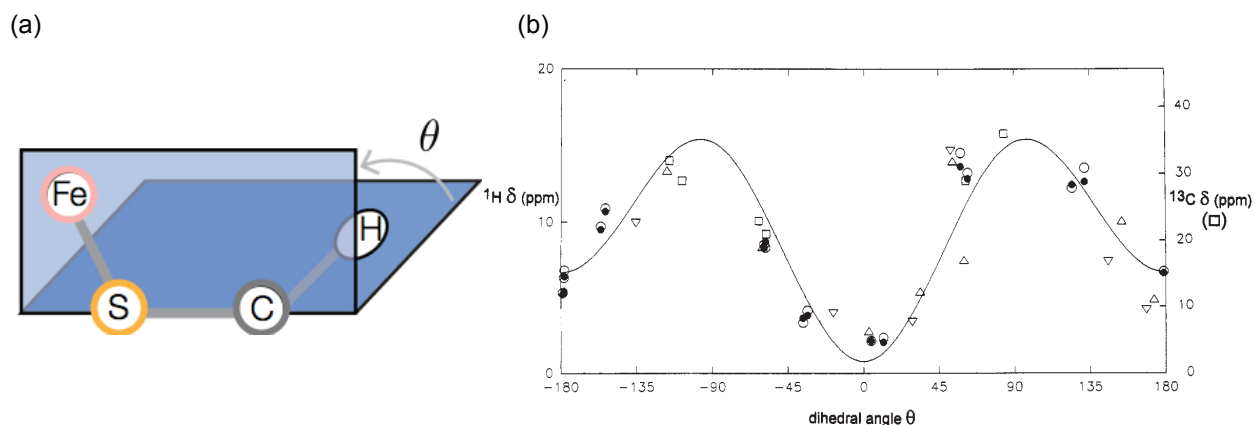 (a)
(b)
θ
Fe
H
S
C
20
10
0
¹H δ (ppm)
40
30
20
10
0
¹³C δ (ppm)
(□)
−180
−135
−90
−45
0
45
90
135
180
dihedral angle θ